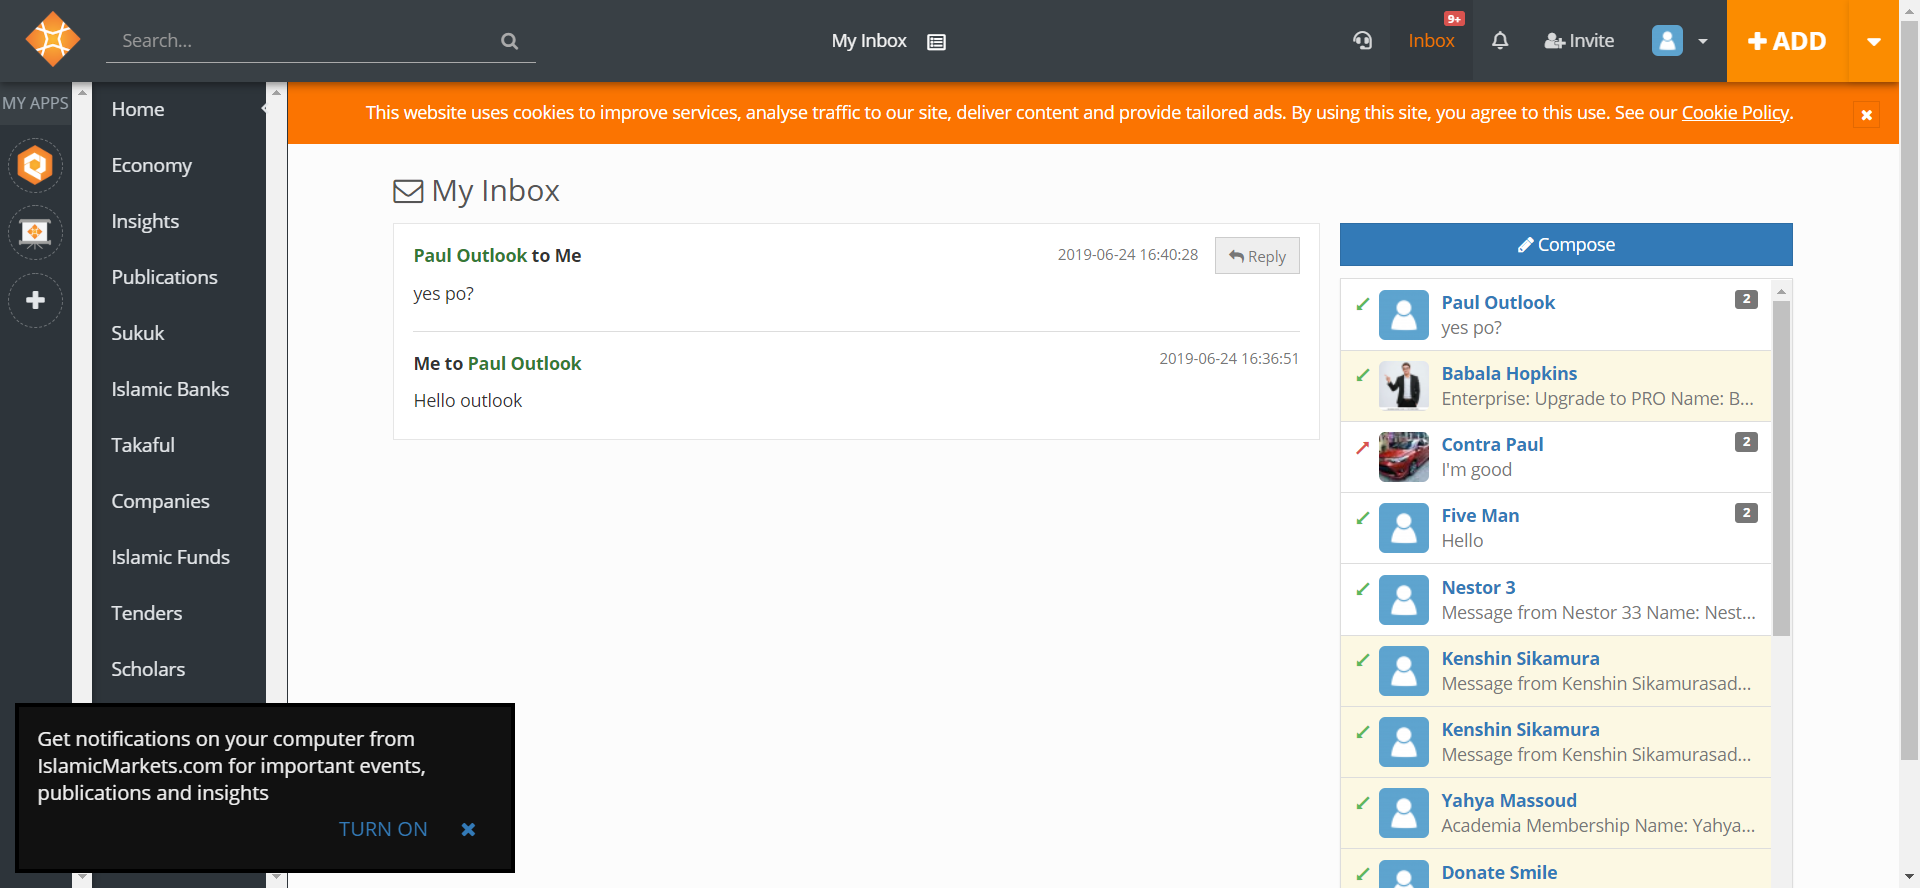 Search...
My Inbox
9+
Inbox
Invite
ADD
MY APPS
Home
Economy
Insights
Publications
Sukuk
Islamic Banks
Takaful
Companies
Islamic Funds
Tenders
Scholars
This website uses cookies to improve services, analyse traffic to our site, deliver content and provide tailored ads. By using this site, you agree to this use. See our Cookie Policy.
My Inbox
Paul Outlook to Me
2019-06-24 16:40:28
Reply
yes po?
Me to Paul Outlook
2019-06-24 16:36:51
Hello outlook
Compose
Paul Outlook
2
yes po?
Babala Hopkins
Enterprise: Upgrade to PRO Name: B...
Contra Paul
2
I'm good
Five Man
2
Hello
Nestor 3
Message from Nestor 33 Name: Nest...
Kenshin Sikamura
Message from Kenshin Sikamurasad...
Kenshin Sikamura
Message from Kenshin Sikamurasad...
Yahya Massoud
Academia Membership Name: Yahya...
Donate Smile
Get notifications on your computer from
IslamicMarkets.com for important events,
publications and insights
TURN ON